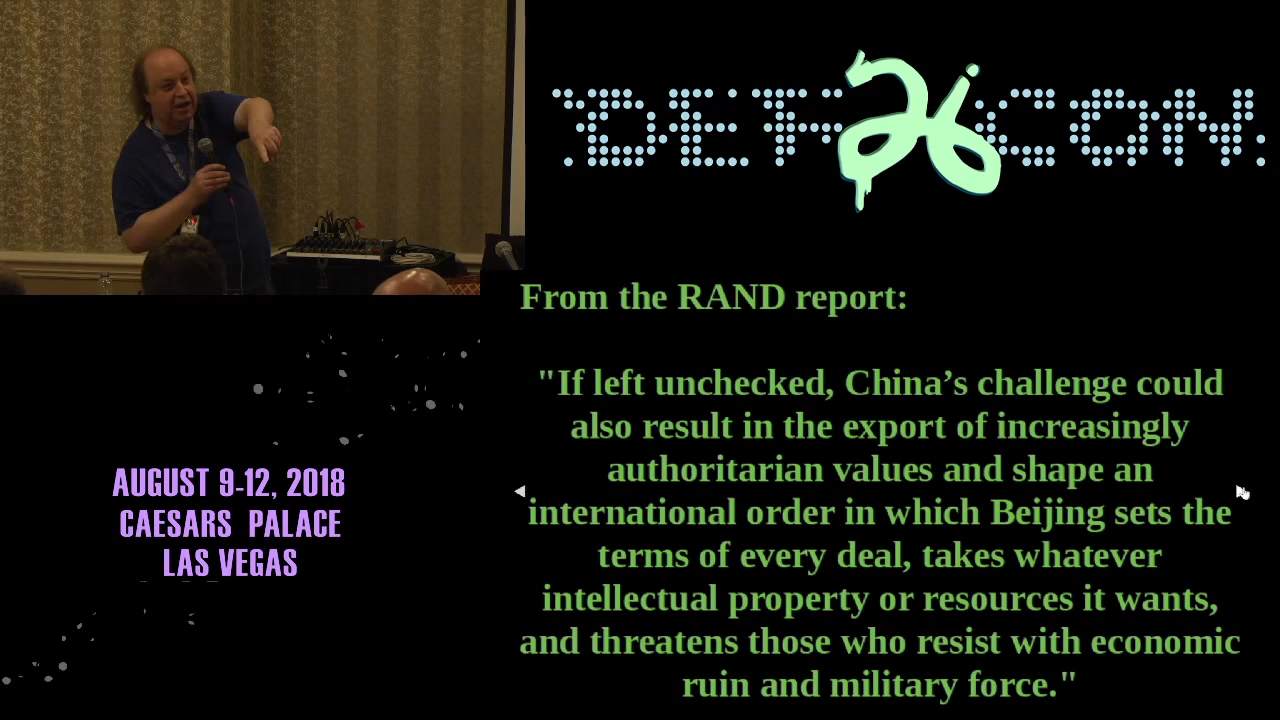 DEF 26 CON
AUGUST 9-12, 2018
CAESARS PALACE
LAS VEGAS
From the RAND report:
"If left unchecked, China’s challenge could
also result in the export of increasingly
authoritarian values and shape an
international order in which Beijing sets the
terms of every deal, takes whatever
intellectual property or resources it wants,
and threatens those who resist with economic
ruin and military force."